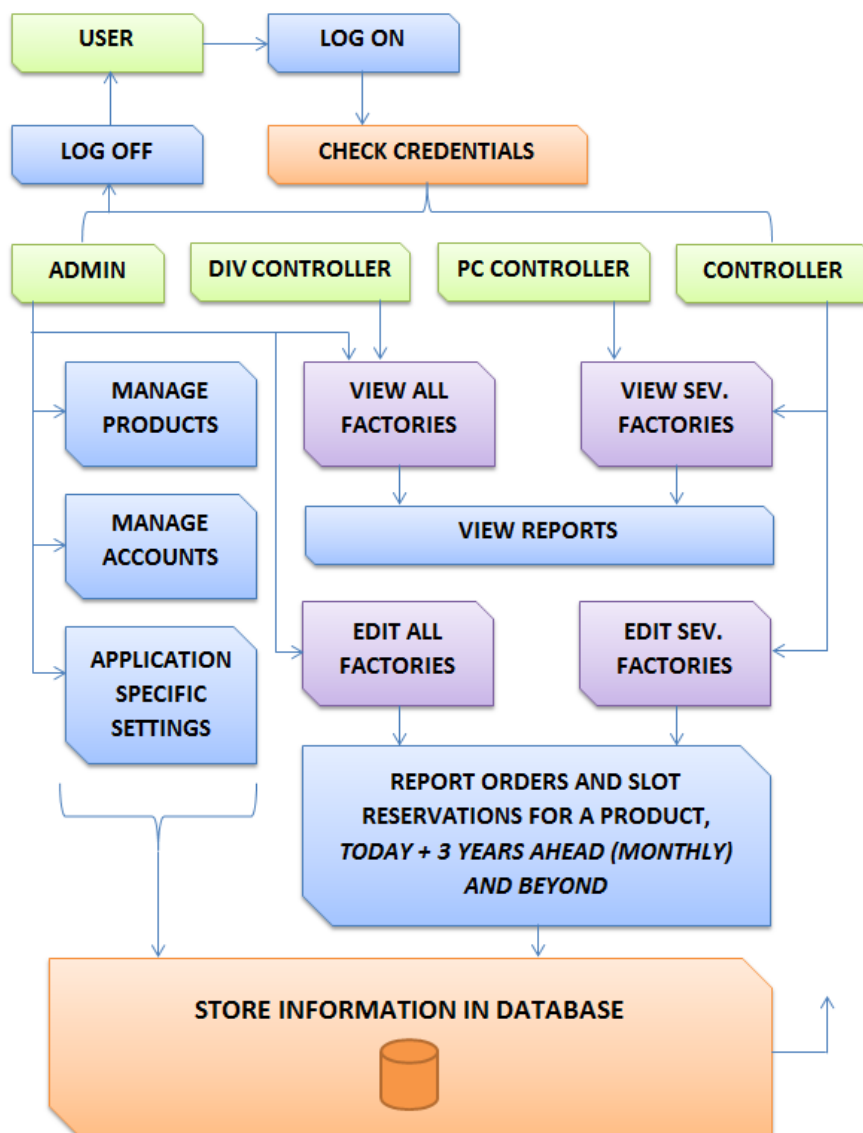 USER
LOG ON
LOG OFF
CHECK CREDENTIALS
ADMIN
DIV CONTROLLER
PC CONTROLLER
CONTROLLER
MANAGE
PRODUCTS
VIEW ALL
FACTORIES
VIEW SEV.
FACTORIES
MANAGE
ACCOUNTS
VIEW REPORTS
APPLICATION
SPECIFIC
SETTINGS
EDIT ALL
FACTORIES
EDIT SEV.
FACTORIES
REPORT ORDERS AND SLOT
RESERVATIONS FOR A PRODUCT,
TODAY + 3 YEARS AHEAD (MONTHLY)
AND BEYOND
STORE INFORMATION IN DATABASE